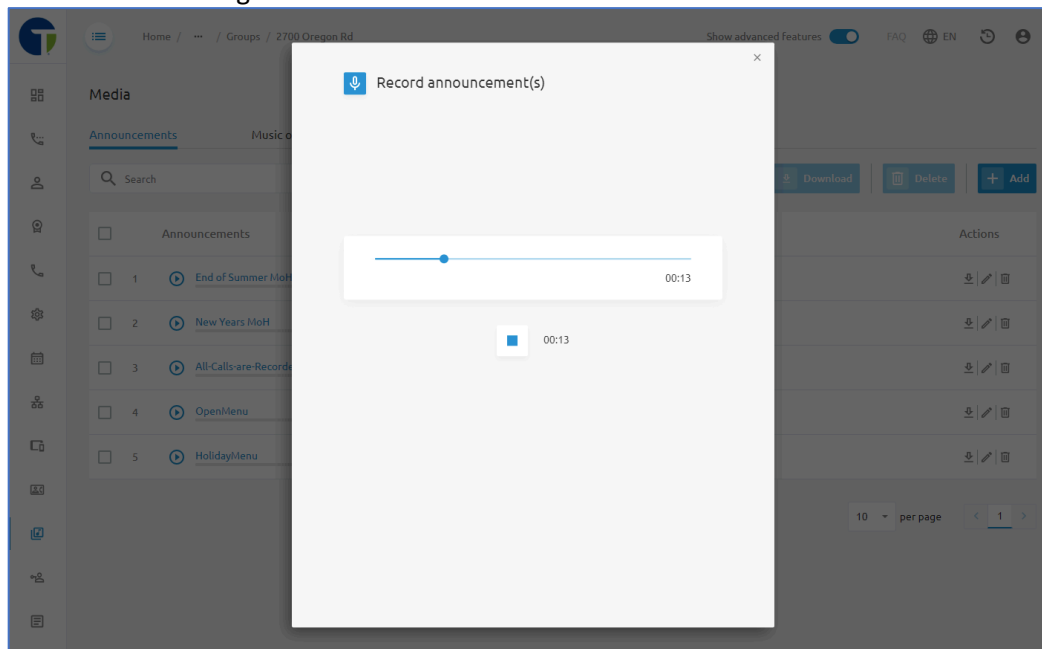 Home / ··· / Groups / 2700 Oregon Rd
Show advanced features
FAQ
EN
Media
Announcements
Music o
Search
Download
Delete
Add
Announcements
Actions
1 End of Summer MoH
2 New Years MoH
3 All-Calls-are-Recorde
4 OpenMenu
5 HolidayMenu
10 per page < 1 >
Record announcement(s)
×
00:13
00:13